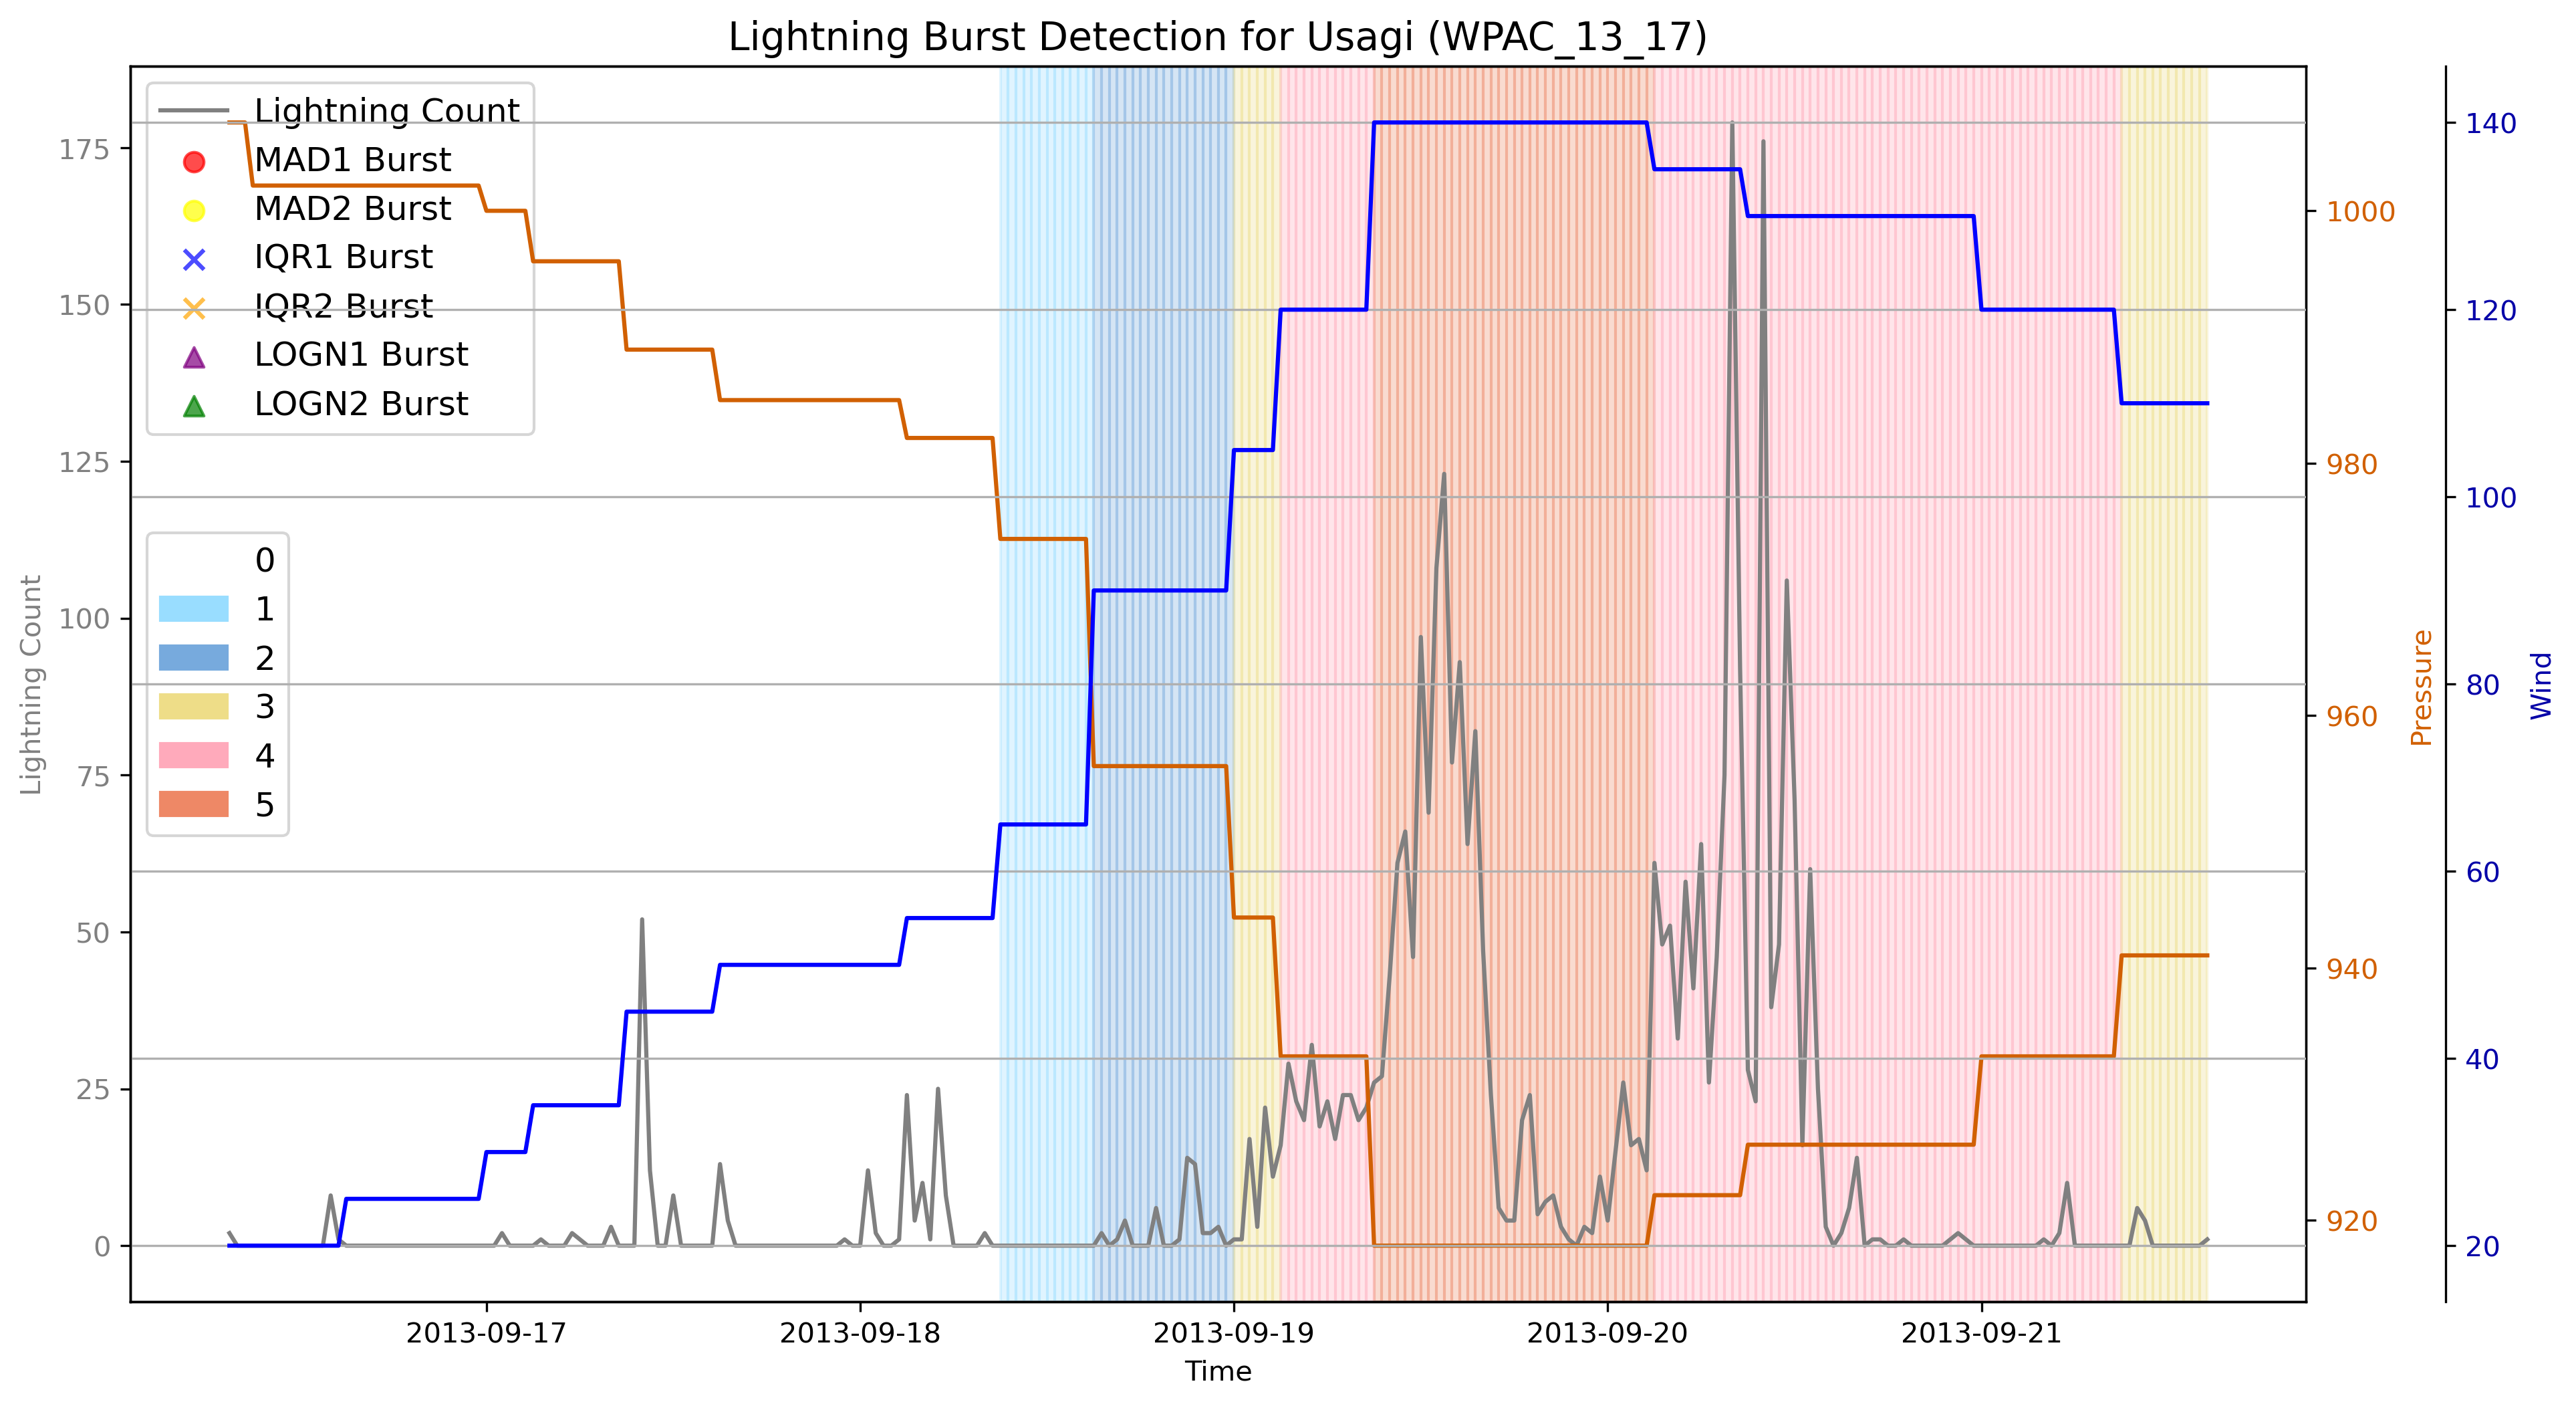 Lightning Burst Detection for Usagi (WPAC_13_17)
Lightning Count
MAD1 Burst
MAD2 Burst
IQR1 Burst
IQR2 Burst
LOGN1 Burst
LOGN2 Burst
0
1
2
3
4
5
Lightning Count
175
150
125
100
75
50
25
0
1000
980
960
940
920
Pressure
140
120
100
80
60
40
20
Wind
2013-09-17
2013-09-18
2013-09-19
2013-09-20
2013-09-21
Time